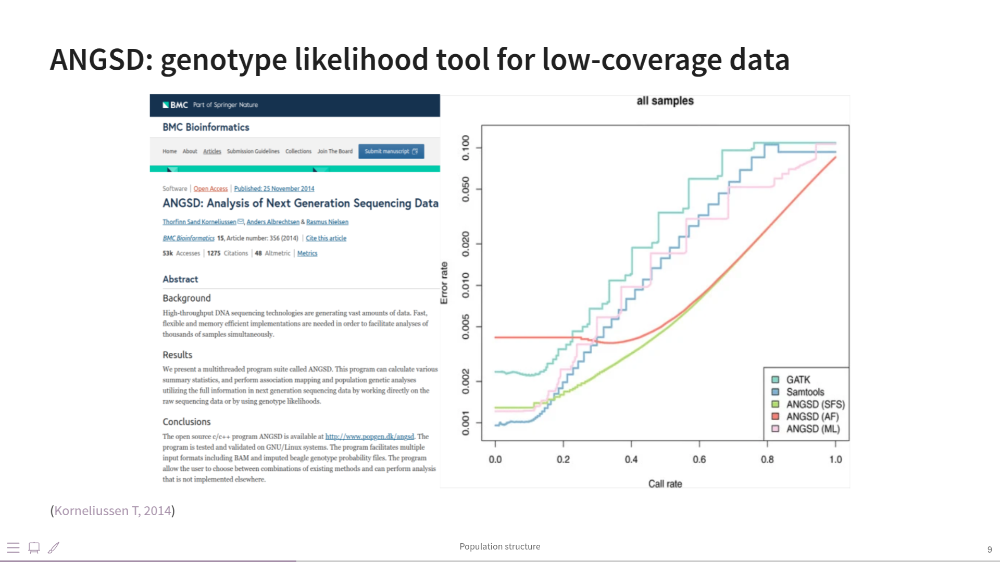 ANGSD: genotype likelihood tool for low-coverage data
BMC Part of Springer Nature
BMC Bioinformatics
Home About Articles Submission Guidelines Collections Join The Board Submit manuscript
Software | Open Access | Published: 25 November 2014
ANGSD: Analysis of Next Generation Sequencing Data
Thorfinn Sand Korneliussen, Anders Albrechtsen & Rasmus Nielsen
BMC Bioinformatics 15, Article number: 356 (2014) | Cite this article
53k Accesses | 1275 Citations | 48 Altmetric | Metrics
Abstract
Background
High-throughput DNA sequencing technologies are generating vast amounts of data. Fast,
flexible and memory efficient implementations are needed in order to facilitate analyses of
thousands of samples simultaneously.
Results
We present a multithreaded program suite called ANGSD. This program can calculate various
summary statistics, and perform association mapping and population genetic analyses
utilizing the full information in next generation sequencing data by working directly on the
raw sequencing data or by using genotype likelihoods.
Conclusions
The open source c/c++ program ANGSD is available at http://www.popgen.dk/angsd. The
program is tested and validated on GNU/Linux systems. The program facilitates multiple
input formats including BAM and imputed beagle genotype probability files. The program
allow the user to choose between combinations of existing methods and can perform analysis
that is not implemented elsewhere.
all samples
Error rate
0.100
0.050
0.020
0.010
0.005
0.002
0.001
GATK
Samtools
ANGSD (SFS)
ANGSD (AF)
ANGSD (ML)
0.0 0.2 0.4 0.6 0.8 1.0
Call rate
(Korneliussen T, 2014)
Population structure
9